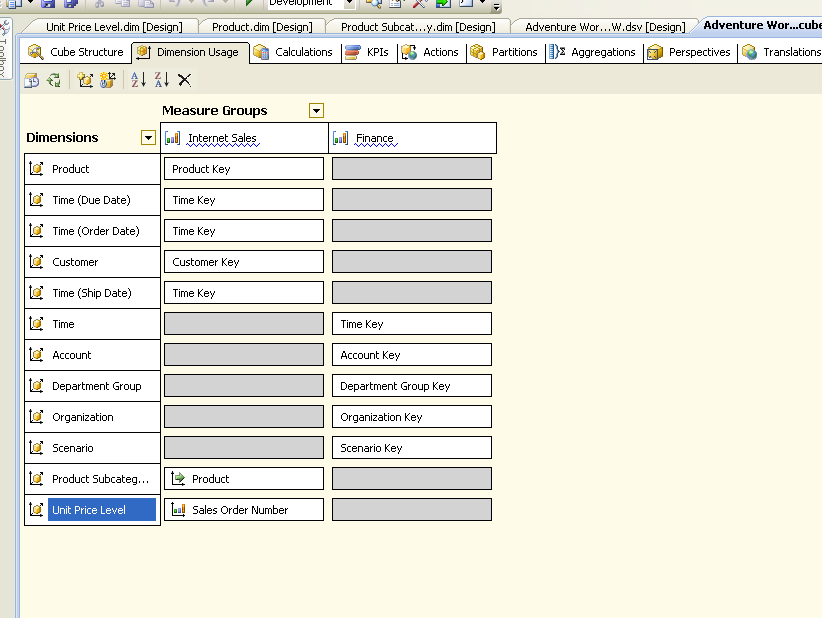 Development
Unit Price Level.dim [Design]
Product.dim [Design]
Product Subcat...y.dim [Design]
Adventure Wor...W.dsv [Design]
Adventure Wor...cube
Toolbox
Cube Structure
Dimension Usage
Calculations
KPIs
Actions
Partitions
Aggregations
Perspectives
Translations
Measure Groups
Dimensions
Internet Sales
Finance
Product
Product Key
Time (Due Date)
Time Key
Time (Order Date)
Time Key
Customer
Customer Key
Time (Ship Date)
Time Key
Time
Time Key
Account
Account Key
Department Group
Department Group Key
Organization
Organization Key
Scenario
Scenario Key
Product Subcateg...
Product
Unit Price Level
Sales Order Number